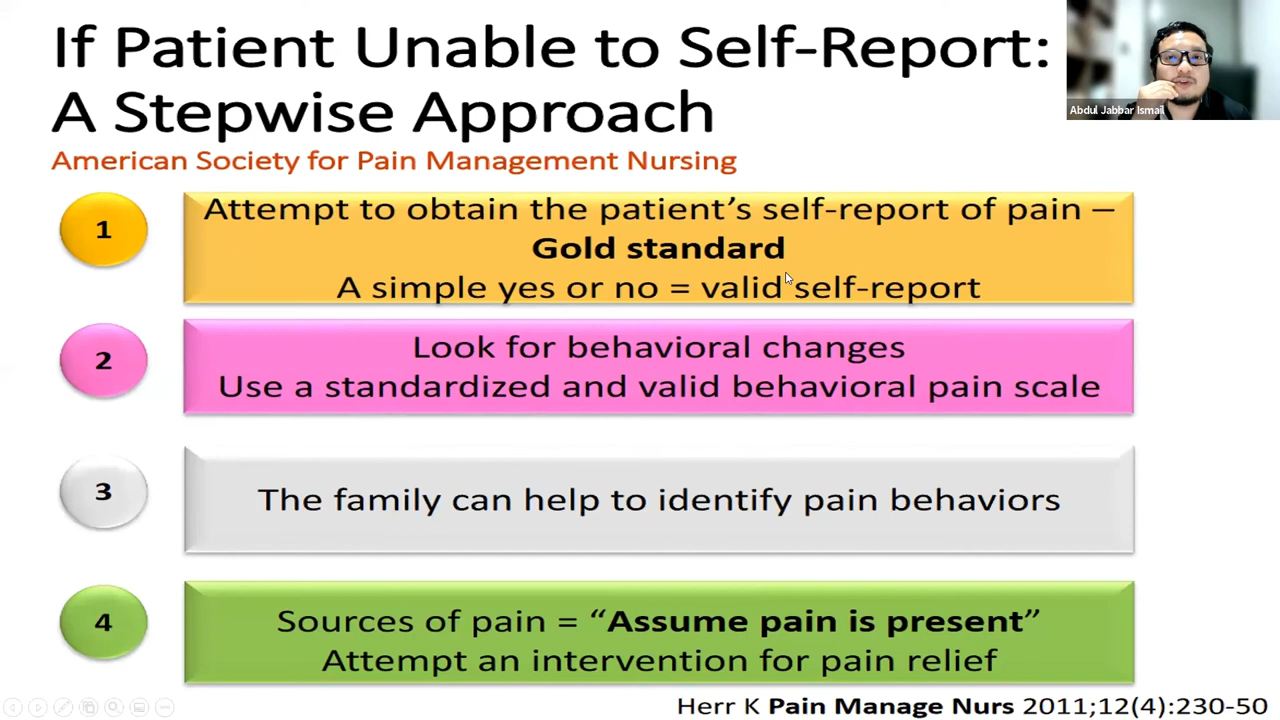 If Patient Unable to Self-Report:
A Stepwise Approach
American Society for Pain Management Nursing
Abdul Jabbar Ismail
1
Attempt to obtain the patient’s self-report of pain –
Gold standard
A simple yes or no = valid self-report
2
Look for behavioral changes
Use a standardized and valid behavioral pain scale
3
The family can help to identify pain behaviors
4
Sources of pain = “Assume pain is present”
Attempt an intervention for pain relief
Herr K Pain Manage Nurs 2011;12(4):230-50